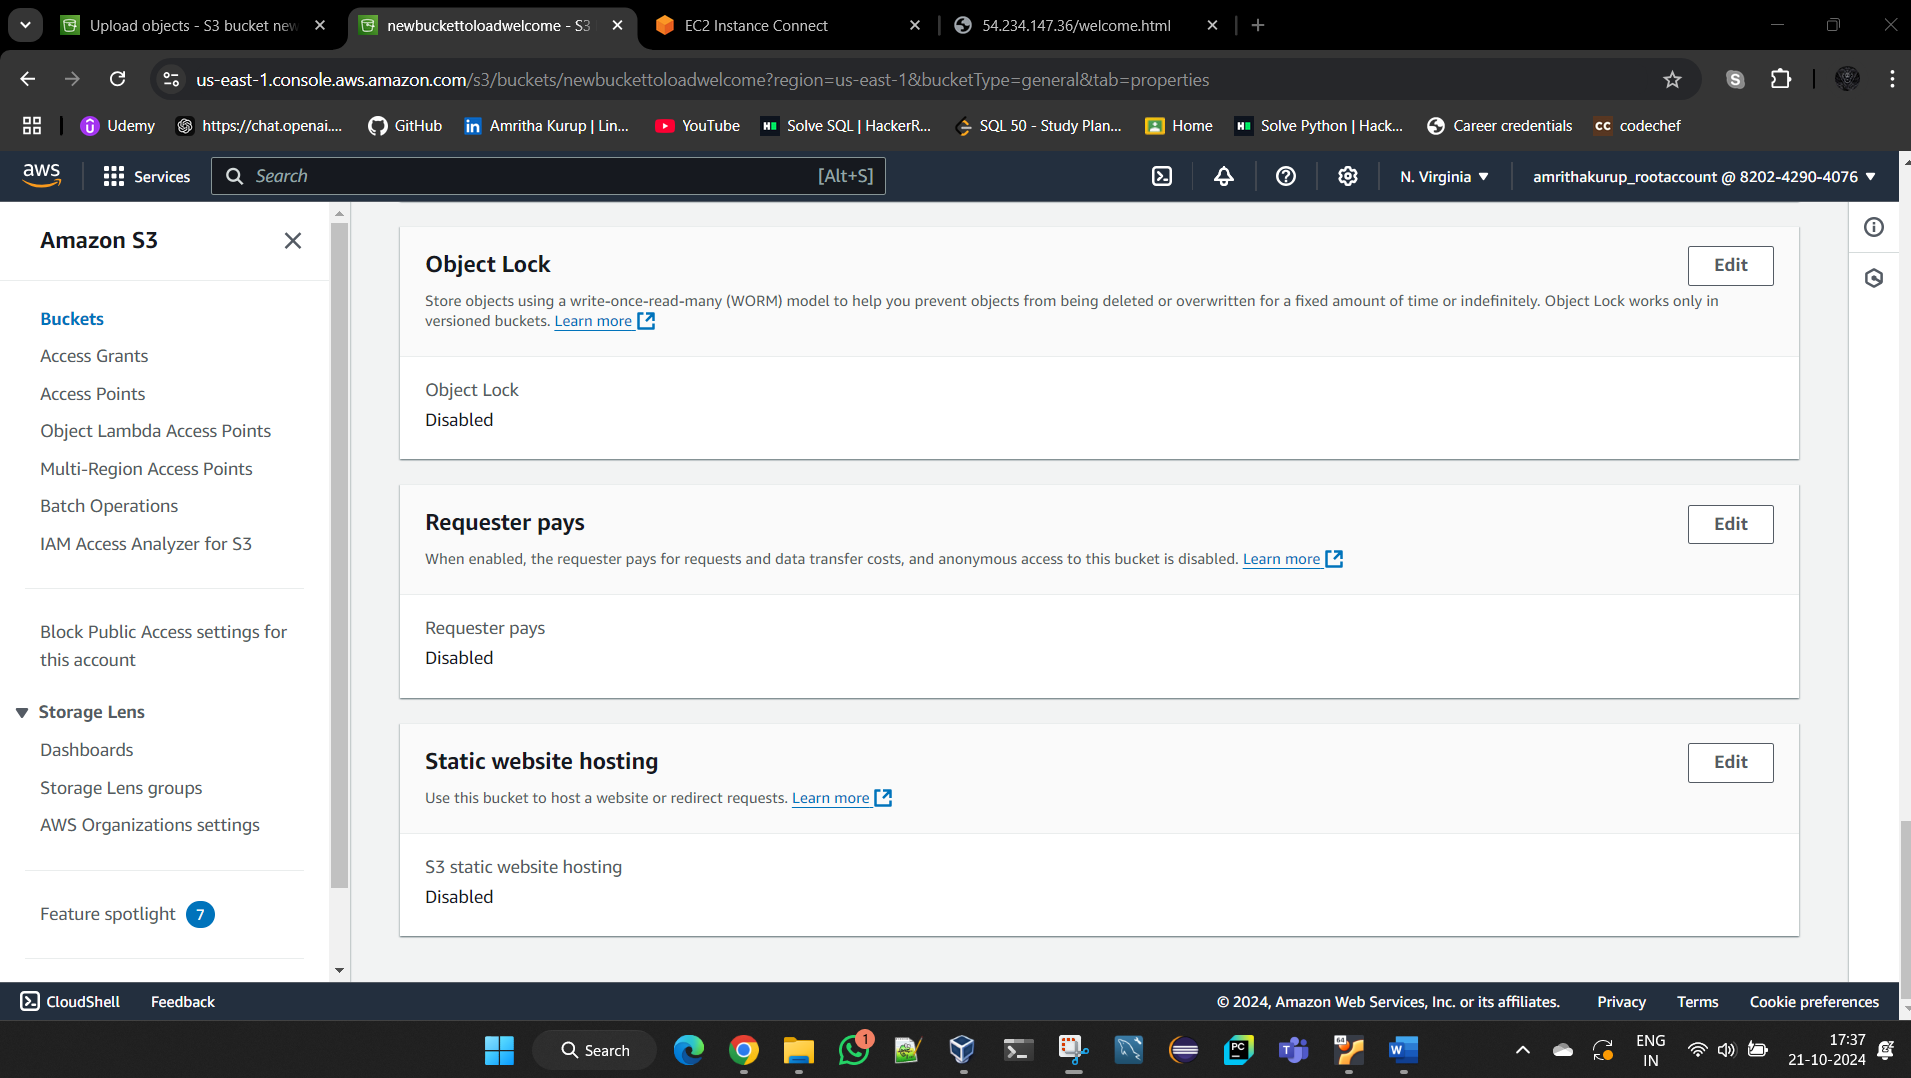 Upload objects - S3 bucket new
newbuckettoloadwelcome - S3
EC2 Instance Connect
54.234.147.36/welcome.html
us-east-1.console.aws.amazon.com/s3/buckets/newbuckettoloadwelcome?region=us-east-1&bucketType=general&tab=properties
Udemy
https://chat.openai....
GitHub
Amritha Kurup | Lin...
YouTube
Solve SQL | HackerR...
SQL 50 - Study Plan...
Home
Solve Python | Hack...
Career credentials
codechef
aws
Services
Search
[Alt+S]
N. Virginia
amrithakurup_rootaccount @ 8202-4290-4076
Amazon S3
Buckets
Access Grants
Access Points
Object Lambda Access Points
Multi-Region Access Points
Batch Operations
IAM Access Analyzer for S3
Block Public Access settings for
this account
Storage Lens
Dashboards
Storage Lens groups
AWS Organizations settings
Feature spotlight 7
Object Lock
Edit
Store objects using a write-once-read-many (WORM) model to help you prevent objects from being deleted or overwritten for a fixed amount of time or indefinitely. Object Lock works only in
versioned buckets. Learn more
Object Lock
Disabled
Requester pays
Edit
When enabled, the requester pays for requests and data transfer costs, and anonymous access to this bucket is disabled. Learn more
Requester pays
Disabled
Static website hosting
Edit
Use this bucket to host a website or redirect requests. Learn more
S3 static website hosting
Disabled
CloudShell
Feedback
© 2024, Amazon Web Services, Inc. or its affiliates.
Privacy
Terms
Cookie preferences
Search
1
ENG
IN
17:37
21-10-2024